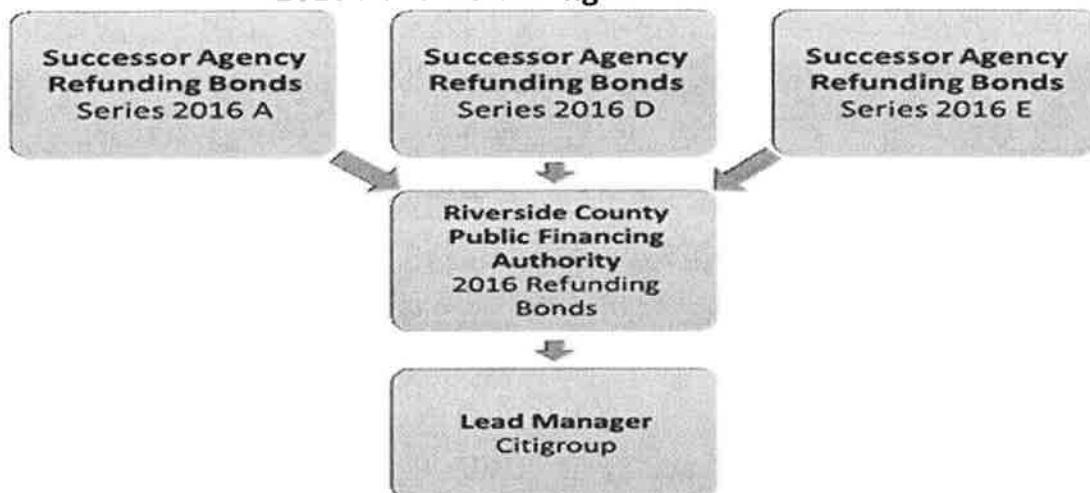 Successor Agency
Refunding Bonds
Series 2016 A
Successor Agency
Refunding Bonds
Series 2016 D
Successor Agency
Refunding Bonds
Series 2016 E
Riverside County
Public Financing
Authority
2016 Refunding
Bonds
Lead Manager
Citigroup